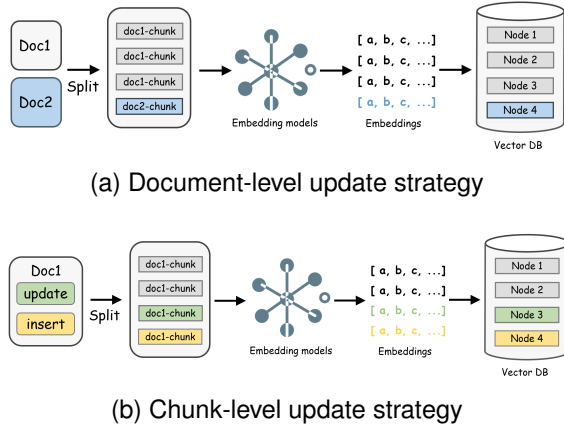 Doc1
Doc2
Split
doc1-chunk
doc1-chunk
doc1-chunk
doc2-chunk
Embedding models
[ a, b, c, ...]
[ a, b, c, ...]
[ a, b, c, ...]
[ a, b, c, ...]
Embeddings
Node 1
Node 2
Node 3
Node 4
Vector DB
(a) Document-level update strategy
Doc1
update
insert
Split
doc1-chunk
doc1-chunk
doc1-chunk
doc1-chunk
Embedding models
[ a, b, c, ...]
[ a, b, c, ...]
[ a, b, c, ...]
[ a, b, c, ...]
Embeddings
Node 1
Node 2
Node 3
Node 4
Vector DB
(b) Chunk-level update strategy